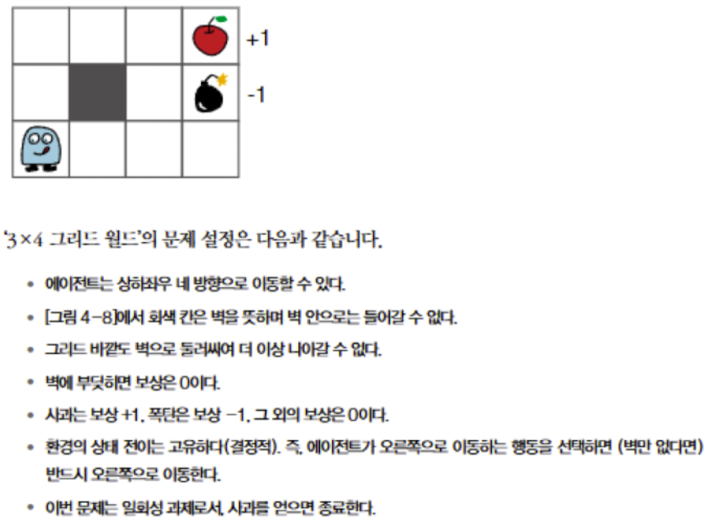 +1
-1
‘3×4 그리드 월드’의 문제 설정은 다음과 같습니다.
• 에이전트는 상하좌우 네 방향으로 이동할 수 있다.
• [그림 4-8]에서 회색 칸은 벽을 뜻하며 벽 안으로는 들어갈 수 없다.
• 그리드 바깥도 벽으로 둘러싸여 더 이상 나아갈 수 없다.
• 벽에 부딪히면 보상은 0이다.
• 사과는 보상 +1, 폭탄은 보상 -1, 그 외의 보상은 0이다.
• 환경의 상태 전이는 고유하다(결정적). 즉, 에이전트가 오른쪽으로 이동하는 행동을 선택하면 (벽만 없다면)
반드시 오른쪽으로 이동한다.
• 이번 문제는 일회성 과제로서, 사과를 얻으면 종료한다.